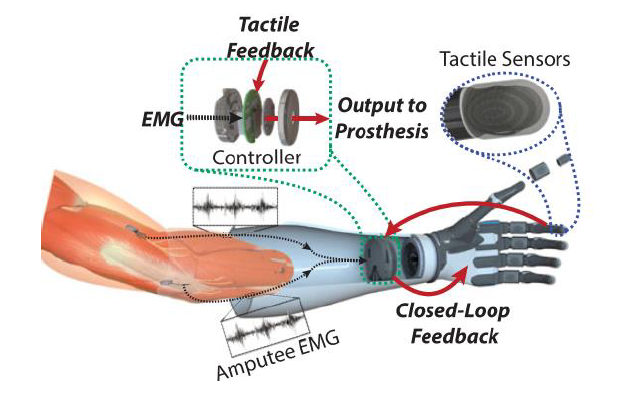 Tactile
Feedback
Tactile Sensors
EMG
Output to
Prosthesis
Controller
Closed-Loop
Feedback
Amputee EMG